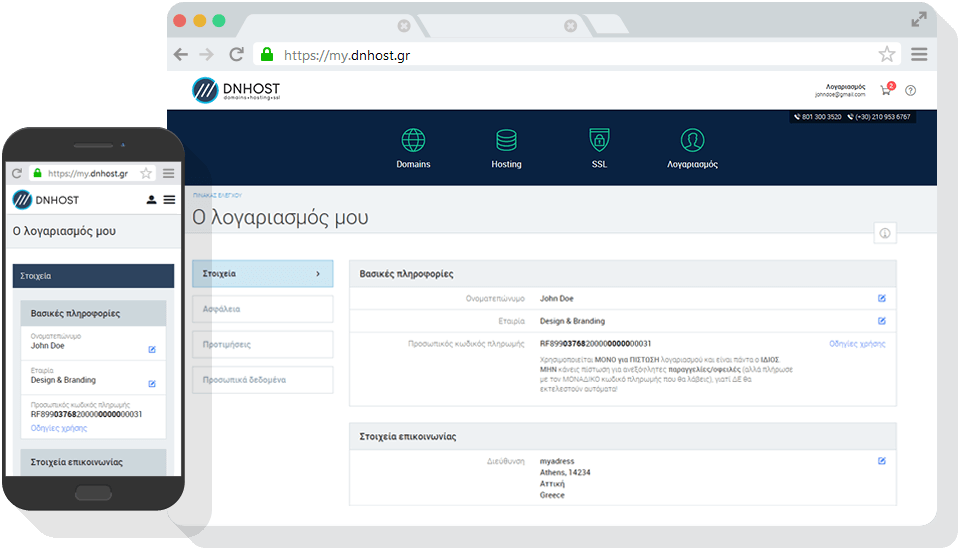 https://my.dnhost.gr
DNHOST
domains•hosting•ssl
Λογαριασμός
johndoe@gmail.com
2
801 300 3520 (+30) 210 953 6767
Domains
Hosting
SSL
Λογαριασμός
ΠΙΝΑΚΑΣ ΕΛΕΓΧΟΥ
Ο λογαριασμός μου
Στοιχεία
Ασφάλεια
Προτιμήσεις
Προσωπικά δεδομένα
Βασικές πληροφορίες
Ονοματεπώνυμο John Doe
Εταιρία Design & Branding
Προσωπικός κωδικός πληρωμής RF8990376820000000000031 Οδηγίες χρήσης
Χρησιμοποιείται ΜΟΝΟ για ΠΙΣΤΩΣΗ λογαριασμού και είναι πάντα ο ΙΔΙΟΣ
ΜΗΝ κάνεις πίστωση για ανεξόφλητες παραγγελίες/οφειλές (αλλά πλήρωσε
με τον ΜΟΝΑΔΙΚΟ κωδικό πληρωμής που θα λάβεις), γιατί ΔΕ θα
εκτελεστούν αυτόματα!
Στοιχεία επικοινωνίας
Διεύθυνση myadress
Athens, 14234
Αττική
Greece
https://my.dnhost.gr
DNHOST
Ο λογαριασμός μου
Στοιχεία
Βασικές πληροφορίες
Ονοματεπώνυμο
John Doe
Εταιρία
Design & Branding
Προσωπικός κωδικός πληρωμής
RF8990376820000000000031
Οδηγίες χρήσης
Στοιχεία επικοινωνίας